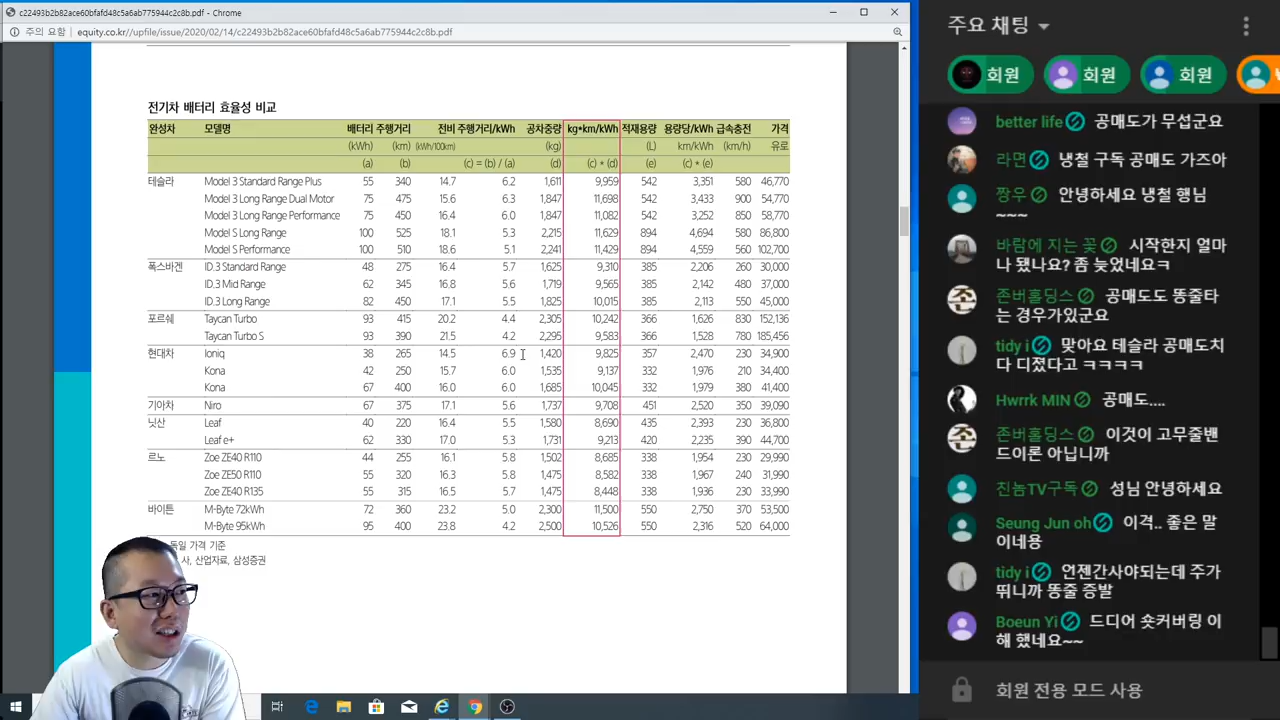 c22493b2b82ace60bfafd48c5a6ab775944c2c8b.pdf - Chrome
주의 요함 | equity.co.kr//upfile/issue/2020/02/14/c22493b2b82ace60bfafd48c5a6ab775944c2c8b.pdf
전기차 배터리 효율성 비교
완성차 모델명 배터리 주행거리 전비 주행거리/kWh 공차중량 kg*km/kWh 적재용량 용량당/kWh 급속충전 가격
(kWh) (km) (kWh/100km) (kg) (L) km/kWh (km/h) 유로
(a) (b) (c) = (b) / (a) (d) (c) * (d) (e) (c) * (e)
테슬라 Model 3 Standard Range Plus 55 340 14.7 6.2 1,611 9,959 542 3,351 580 46,770
Model 3 Long Range Dual Motor 75 475 15.6 6.3 1,847 11,698 542 3,433 900 54,770
Model 3 Long Range Performance 75 450 16.4 6.0 1,847 11,082 542 3,252 850 58,770
Model S Long Range 100 525 18.1 5.3 2,215 11,629 894 4,694 580 86,800
Model S Performance 100 510 18.6 5.1 2,241 11,429 894 4,559 560 102,700
폭스바겐 ID.3 Standard Range 48 275 16.4 5.7 1,625 9,310 385 2,206 260 30,000
ID.3 Mid Range 62 345 16.8 5.6 1,719 9,565 385 2,142 480 37,000
ID.3 Long Range 82 450 17.1 5.5 1,825 10,015 385 2,113 550 45,000
포르쉐 Taycan Turbo 93 415 20.2 4.4 2,305 10,242 366 1,626 830 152,136
Taycan Turbo S 93 390 21.5 4.2 2,295 9,583 366 1,528 780 185,456
현대차 Ioniq 38 265 14.5 6.9 1,420 9,825 357 2,470 230 34,900
Kona 42 250 15.7 6.0 1,535 9,137 332 1,976 210 34,400
Kona 67 400 16.0 6.0 1,685 10,045 332 1,979 380 41,400
기아차 Niro 67 375 17.1 5.6 1,737 9,708 451 2,520 350 39,090
닛산 Leaf 40 220 16.4 5.5 1,580 8,690 435 2,393 230 36,800
Leaf e+ 62 330 17.0 5.3 1,731 9,213 420 2,235 390 44,700
르노 Zoe ZE40 R110 44 255 16.1 5.8 1,502 8,685 338 1,954 230 29,990
Zoe ZE50 R110 55 320 16.3 5.8 1,475 8,582 338 1,967 240 31,990
Zoe ZE40 R135 55 315 16.5 5.7 1,475 8,448 338 1,936 240 33,990
바이튼 M-Byte 72kWh 72 360 23.2 5.0 2,300 11,500 550 2,750 370 53,500
M-Byte 95kWh 95 400 23.8 4.2 2,500 10,526 550 2,316 520 64,000
독일 가격 기준
사, 산업자료, 삼성증권
주요 채팅
회원 회원 회원
better life 공매도가 무섭군요
라면 냉철 구독 공매도 가즈아
짱우 안녕하세요 냉철 행님
~~~
바람에 지는 꽃 시작한지 얼마
나 됐나요? 좀 늦었네요ㅋ
존버홀딩스 공매도도 똥줄타
는 경우가있군요
tidy i 맞아요 테슬라 공매도치
다 디졌다고 ㅋㅋㅋㅋ
Hwrrk MIN 공매도....
존버홀딩스 이것이 고무줄밴
드이론 아닙니까
친놈TV구독 성님 안녕하세요
Seung Jun oh 이격.. 좋은 말
이네용
tidy i 언젠간사야되는데 주가
뛰니까 똥줄 증발
Boeun Yi 드디어 숏커버링 이
해 했네요~~
회원 전용 모드 사용